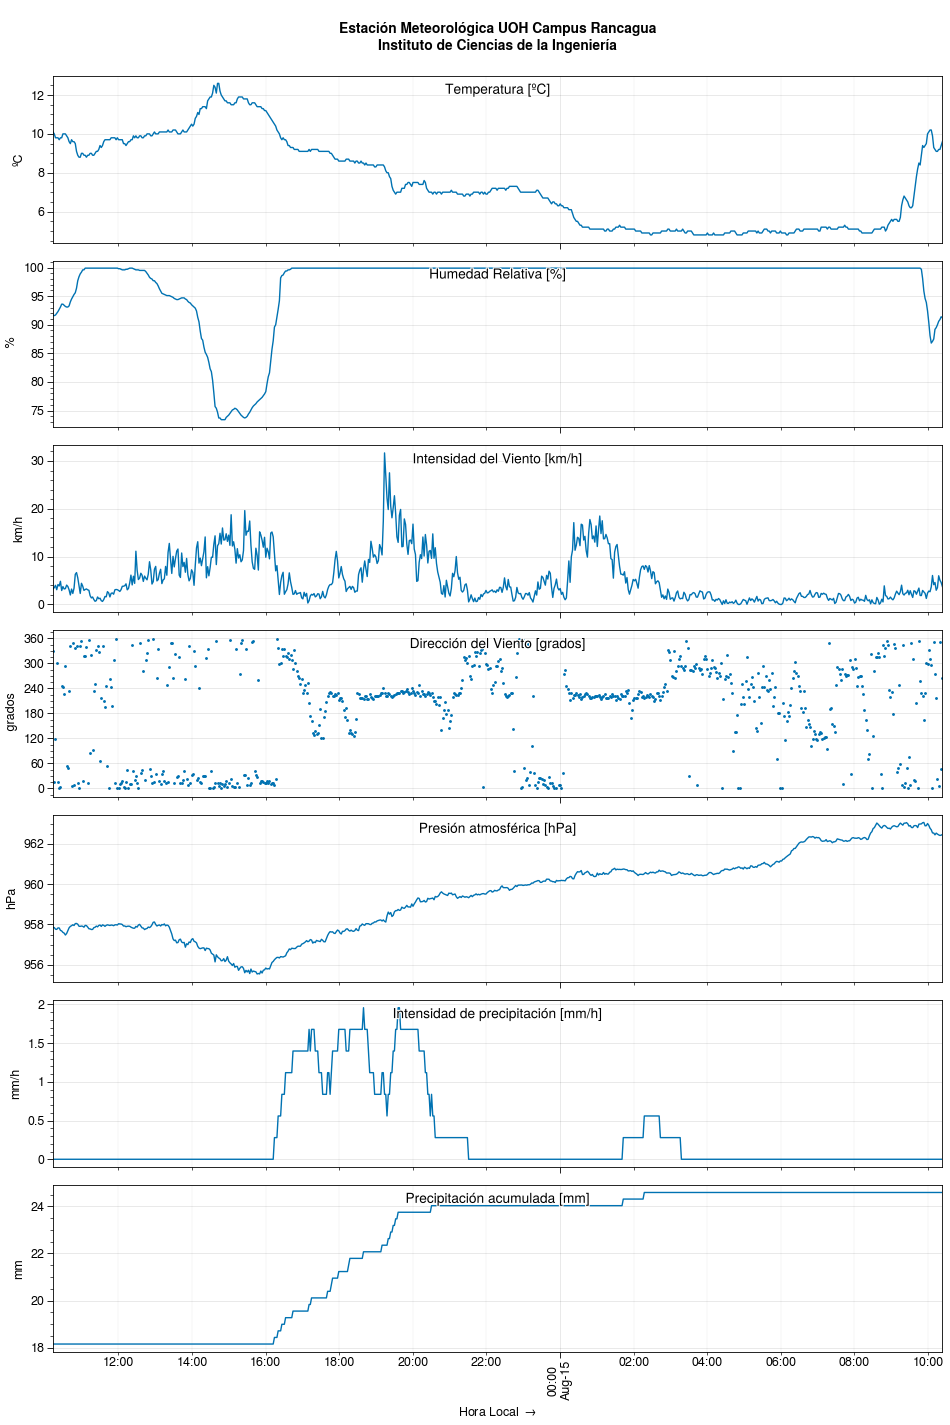 Estación Meteorológica UOH Campus Rancagua
Instituto de Ciencias de la Ingeniería
Temperatura [ºC]
12
10
8
6
ºC
Humedad Relativa [%]
100
95
90
85
80
75
%
Intensidad del Viento [km/h]
30
20
10
0
km/h
Dirección del Viento [grados]
360
300
240
180
120
60
0
grados
Presión atmosférica [hPa]
962
960
958
956
hPa
Intensidad de precipitación [mm/h]
2
1.5
1
0.5
0
mm/h
Precipitación acumulada [mm]
24
22
20
18
mm
12:00 14:00 16:00 18:00 20:00 22:00 00:00 02:00 04:00 06:00 08:00 10:00
Aug-15
Hora Local →